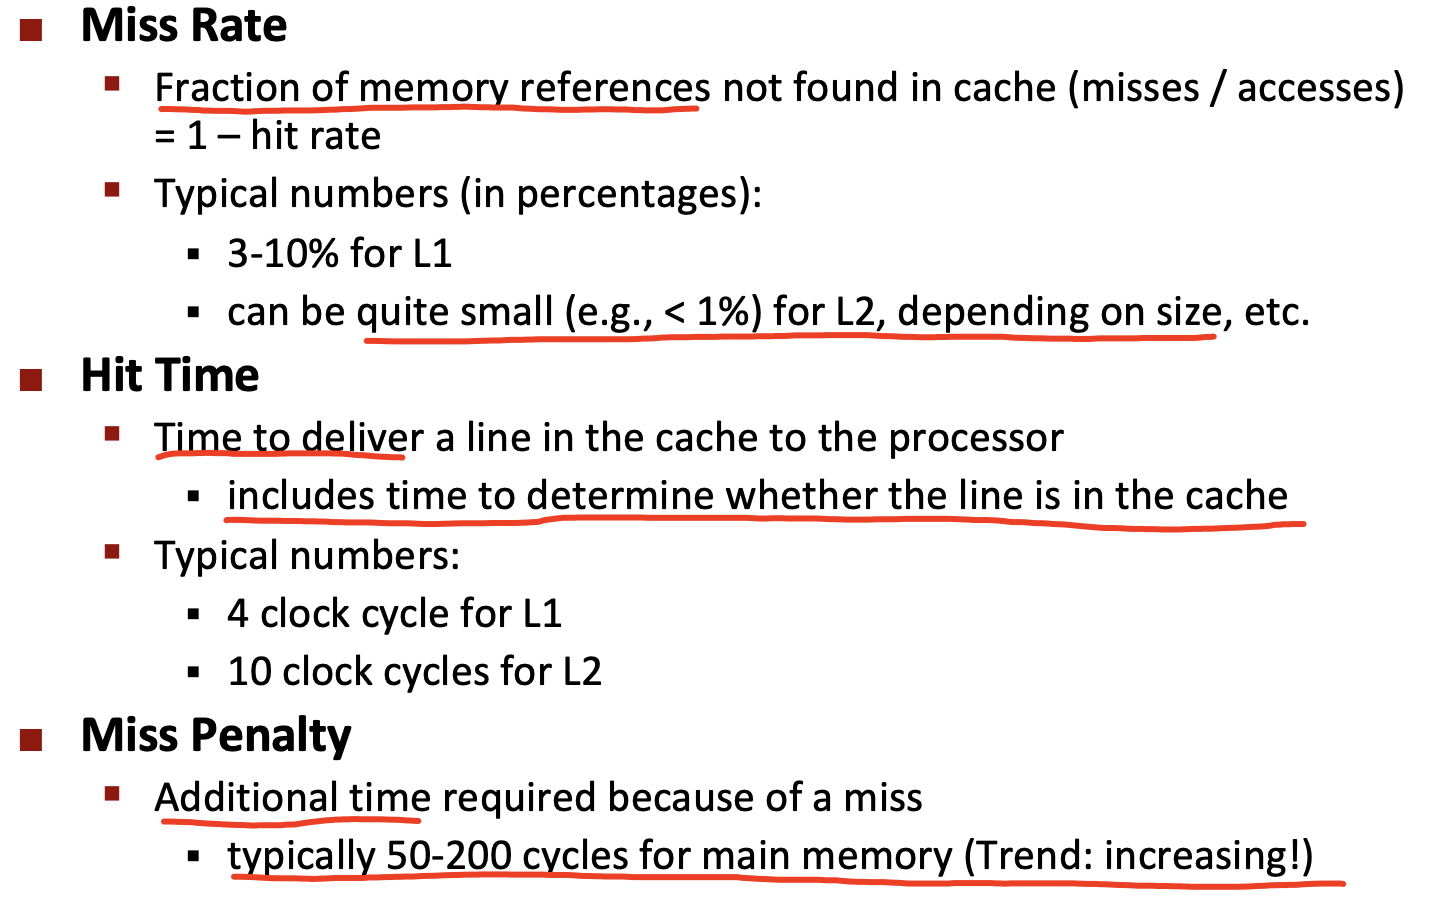 Miss Rate
Fraction of memory references not found in cache (misses / accesses)
= 1 – hit rate
Typical numbers (in percentages):
3-10% for L1
can be quite small (e.g., < 1%) for L2, depending on size, etc.
Hit Time
Time to deliver a line in the cache to the processor
includes time to determine whether the line is in the cache
Typical numbers:
4 clock cycle for L1
10 clock cycles for L2
Miss Penalty
Additional time required because of a miss
typically 50-200 cycles for main memory (Trend: increasing!)